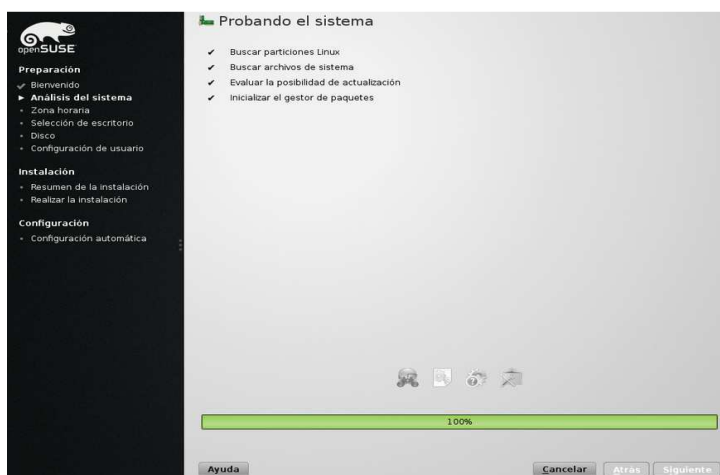 openSUSE
Preparación
Bienvenido
Análisis del sistema
Zona horaria
Selección de escritorio
Disco
Configuración de usuario
Instalación
Resumen de la instalación
Realizar la instalación
Configuración
Configuración automática
Probando el sistema
Buscar particiones Linux
Buscar archivos de sistema
Evaluar la posibilidad de actualización
Inicializar el gestor de paquetes
100%
Ayuda
Cancelar
Atrás
Siguiente